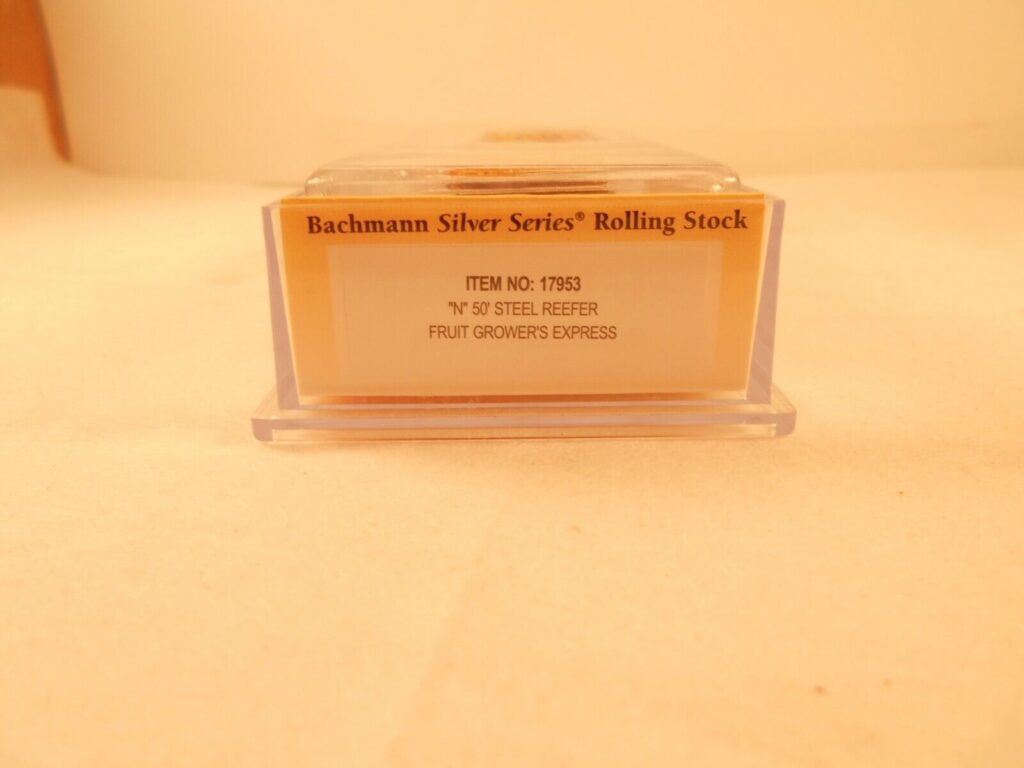 Bachmann Silver Series® Rolling Stock
ITEM NO: 17953
"N" 50' STEEL REEFER
FRUIT GROWER'S EXPRESS